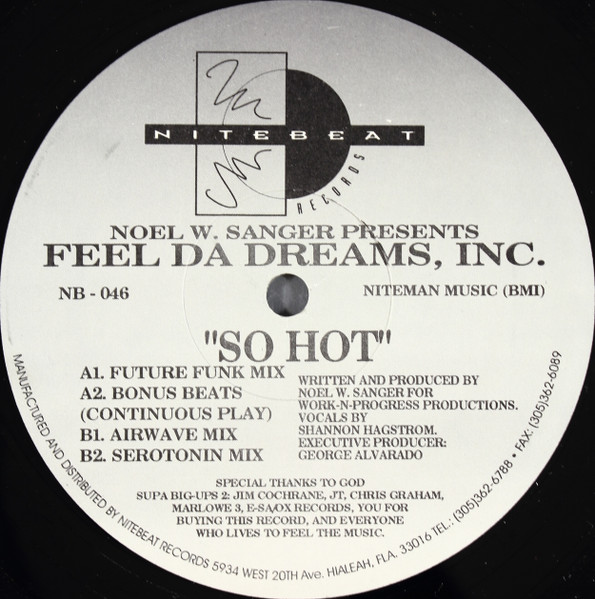 NITEBEAT
RECORDS
NOEL W. SANGER PRESENTS
FEEL DA DREAMS, INC.
NB - 046
NITEMAN MUSIC (BMI)
"SO HOT"
A1. FUTURE FUNK MIX
A2. BONUS BEATS
(CONTINUOUS PLAY)
B1. AIRWAVE MIX
B2. SEROTONIN MIX
WRITTEN AND PRODUCED BY
NOEL W. SANGER FOR
WORK-N-PROGRESS PRODUCTIONS.
VOCALS BY
SHANNON HAGSTROM.
EXECUTIVE PRODUCER:
GEORGE ALVARADO
SPECIAL THANKS TO GOD
SUPA BIG-UPS 2: JIM COCHRANE, JT, CHRIS GRAHAM,
MARLOWE 3, E-SA/OX RECORDS, YOU FOR
BUYING THIS RECORD, AND EVERYONE
WHO LIVES TO FEEL THE MUSIC.
MANUFACTURED AND DISTRIBUTED BY NITEBEAT RECORDS 5934 WEST 20TH Ave. HIALEAH, FLA. 33016 TEL.: (305)362-6788 • FAX: (305)362-6089